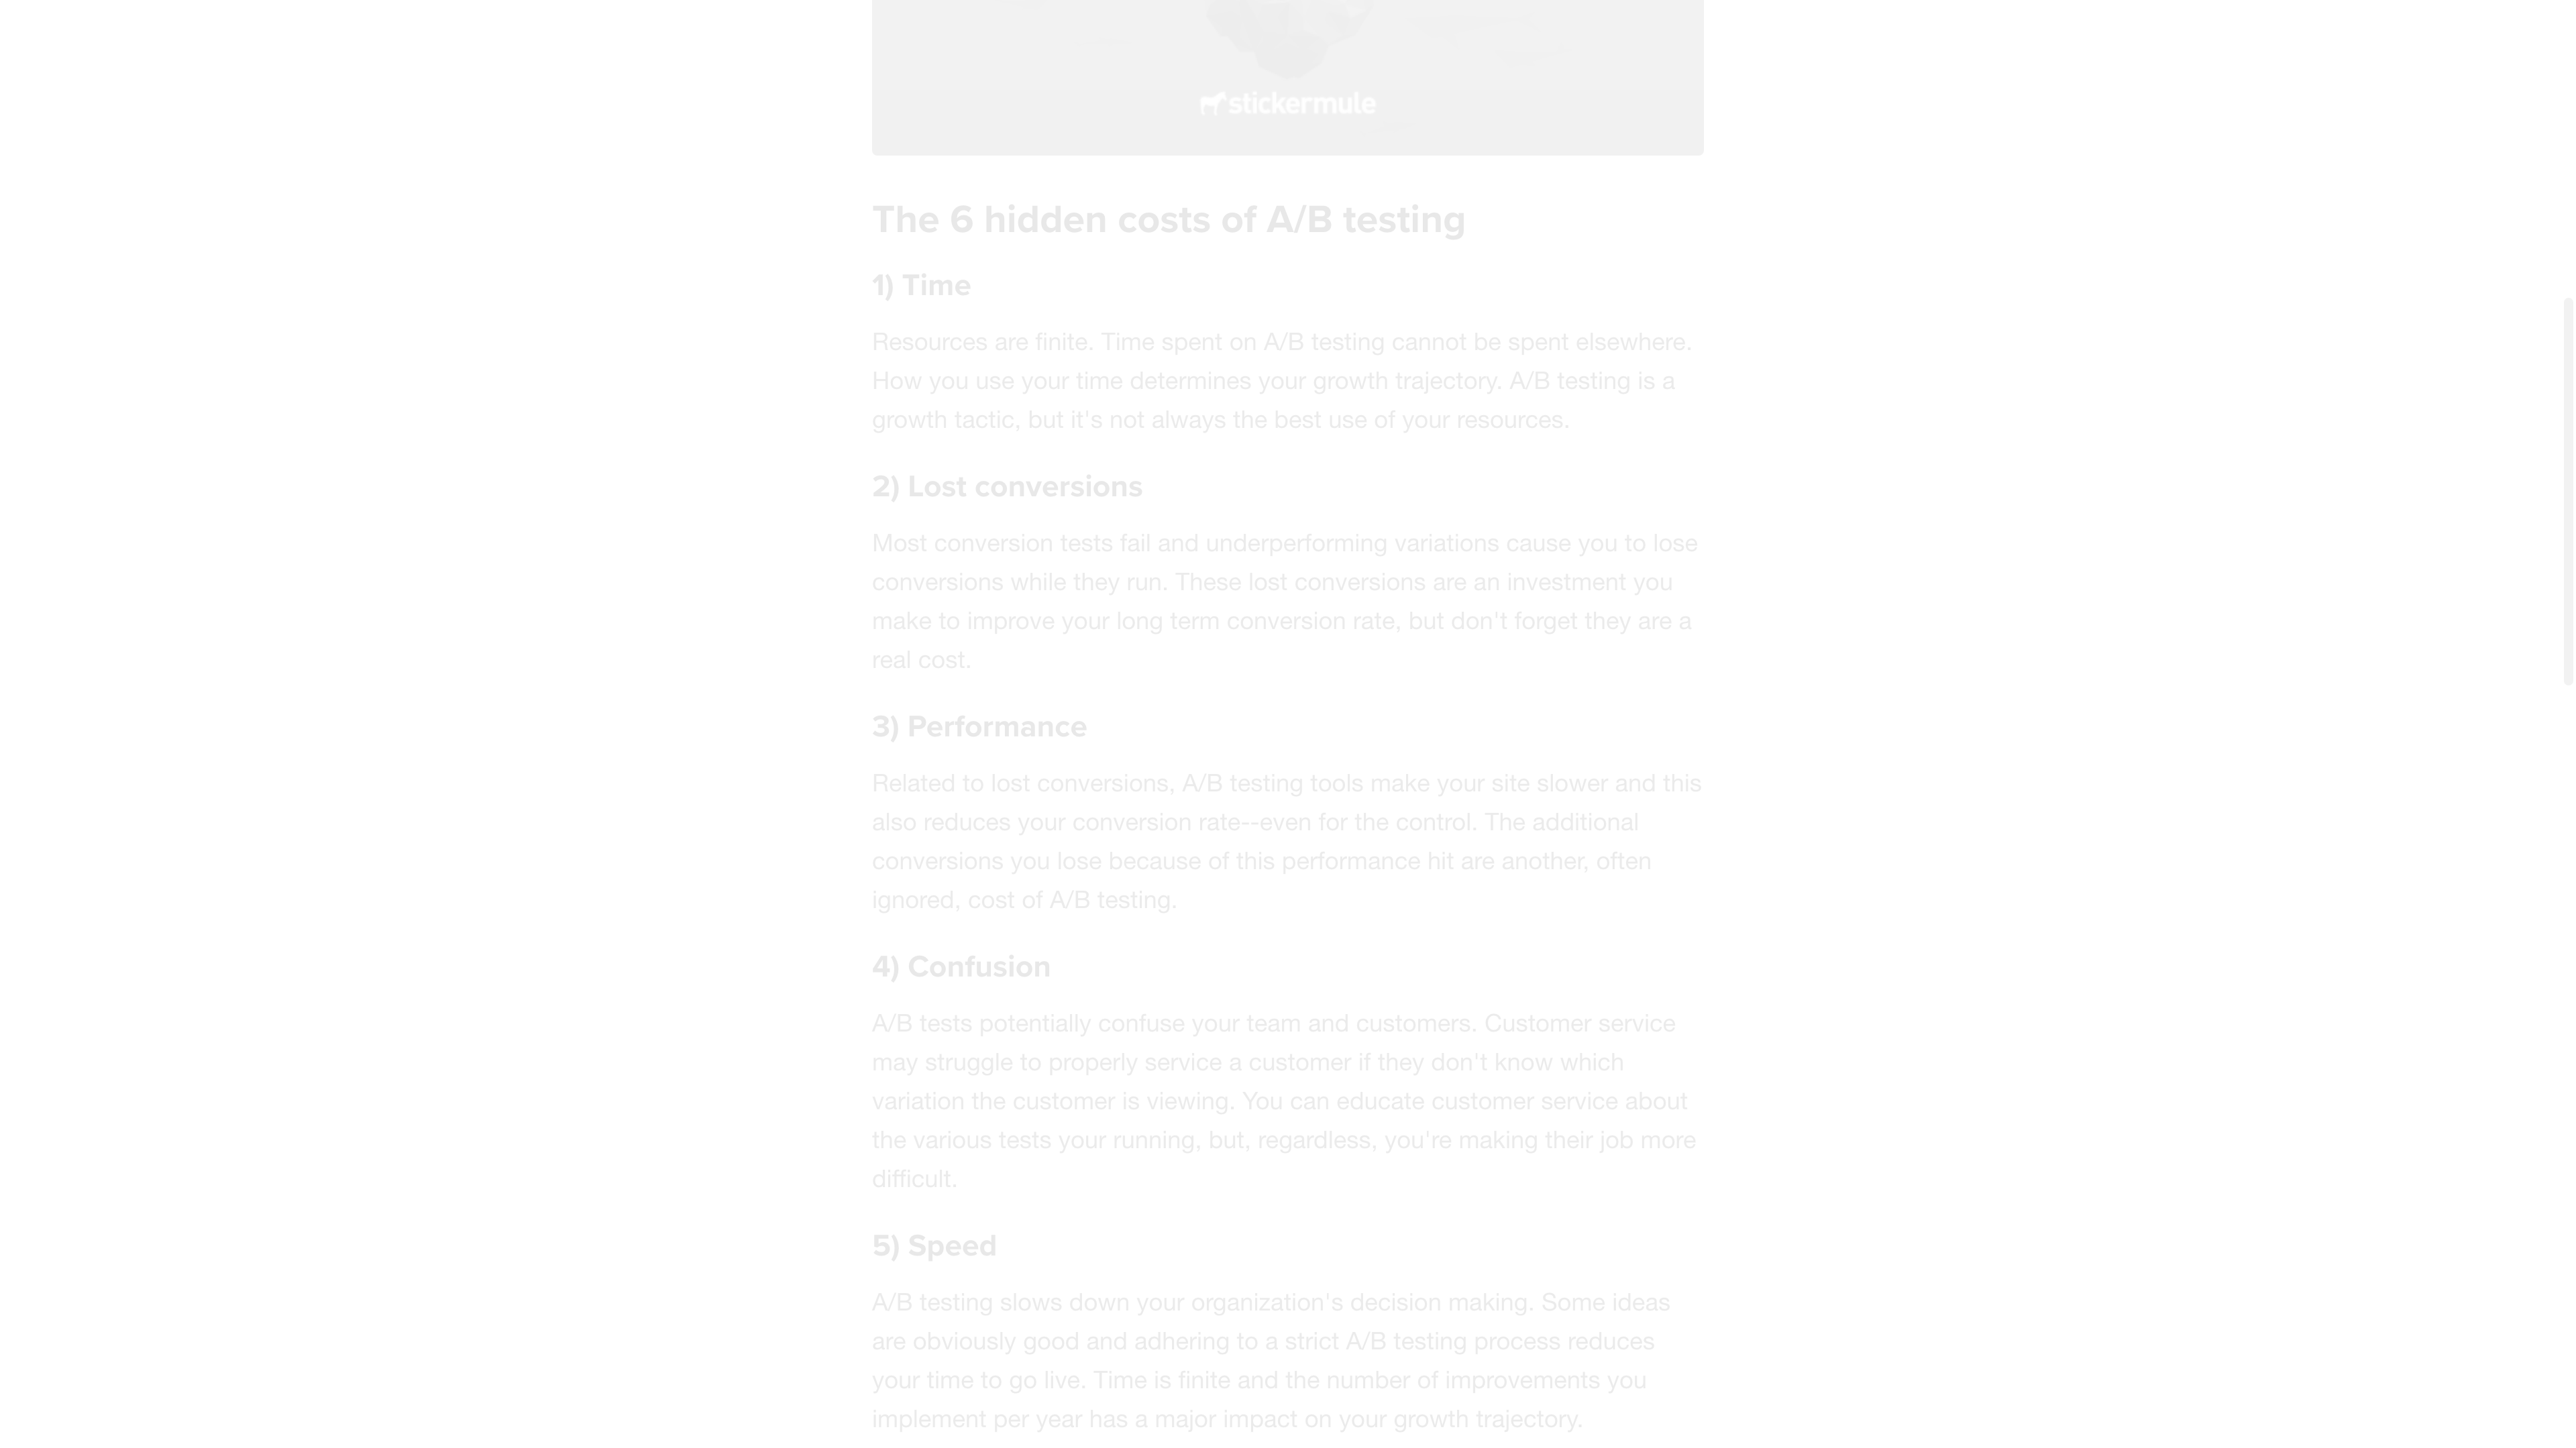 stickermule
The 6 hidden costs of A/B testing
1) Time
Resources are finite. Time spent on A/B testing cannot be spent elsewhere.
How you use your time determines your growth trajectory. A/B testing is a
growth tactic, but it's not always the best use of your resources.
2) Lost conversions
Most conversion tests fail and underperforming variations cause you to lose
conversions while they run. These lost conversions are an investment you
make to improve your long term conversion rate, but don't forget they are a
real cost.
3) Performance
Related to lost conversions, A/B testing tools make your site slower and this
also reduces your conversion rate--even for the control. The additional
conversions you lose because of this performance hit are another, often
ignored, cost of A/B testing.
4) Confusion
A/B tests potentially confuse your team and customers. Customer service
may struggle to properly service a customer if they don't know which
variation the customer is viewing. You can educate customer service about
the various tests your running, but, regardless, you're making their job more
difficult.
5) Speed
A/B testing slows down your organization's decision making. Some ideas
are obviously good and adhering to a strict A/B testing process reduces
your time to go live. Time is finite and the number of improvements you
implement per year has a major impact on your growth trajectory.